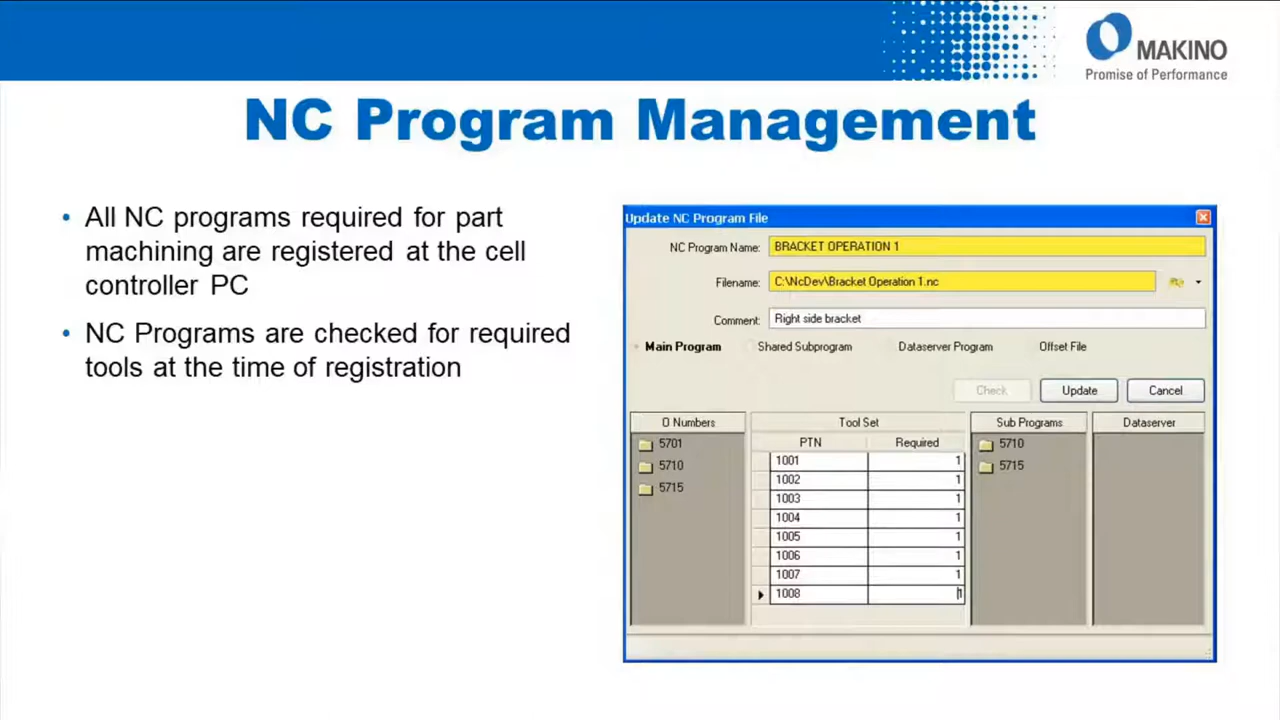 MAKINO
Promise of Performance
NC Program Management
• All NC programs required for part
machining are registered at the cell
controller PC
• NC Programs are checked for required
tools at the time of registration
Update NC Program File
NC Program Name: BRACKET OPERATION 1
Filename: C:\NcDev\Bracket Operation 1.nc
Comment: Right side bracket
Main Program Shared Subprogram Dataserver Program Offset File
Check Update Cancel
O Numbers Tool Set Sub Programs Dataserver
PTN Required
5701
5710
5715
1001 1
1002 1
1003 1
1004 1
1005 1
1006 1
1007 1
1008 1
5710
5715